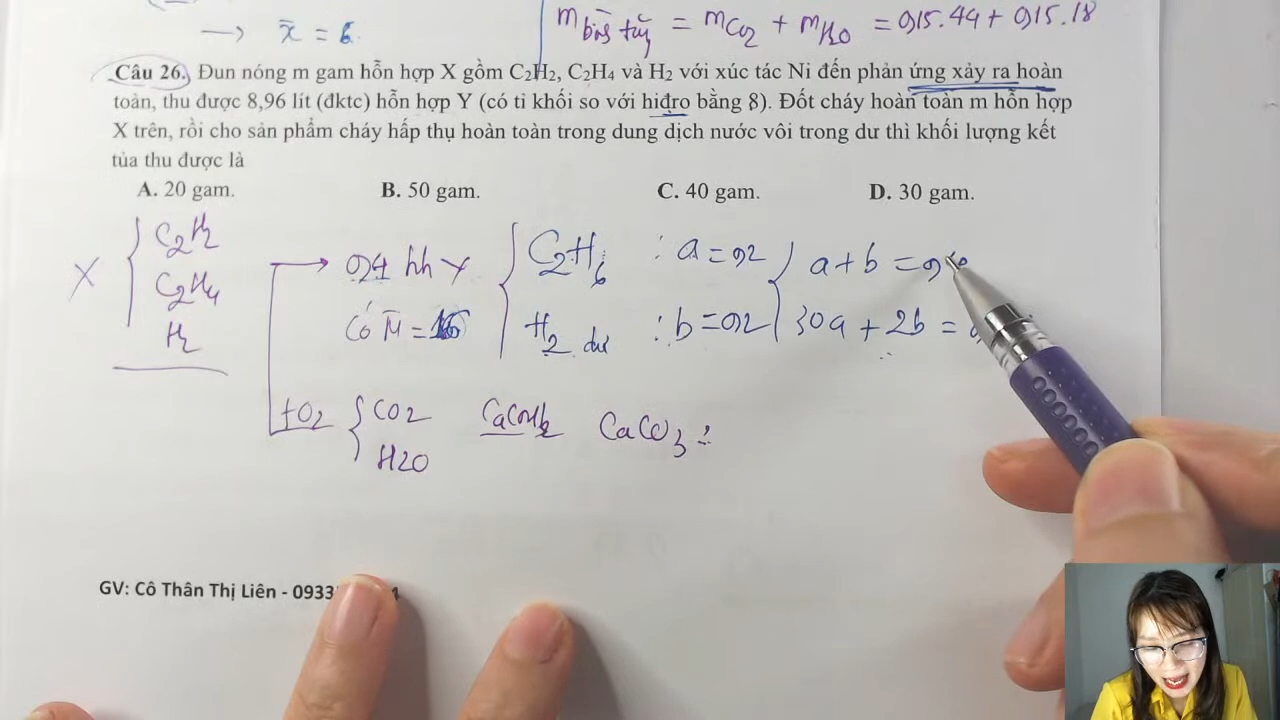 → x̄ = 6
m bình tăng = mCO2 + mH2O = 0,15.44 + 0,15.18
Câu 26. Đun nóng m gam hỗn hợp X gồm C2H2, C2H4 và H2 với xúc tác Ni đến phản ứng xảy ra hoàn
toàn, thu được 8,96 lít (đktc) hỗn hợp Y (có tỉ khối so với hiđro bằng 8). Đốt cháy hoàn toàn m hỗn hợp
X trên, rồi cho sản phẩm cháy hấp thụ hoàn toàn trong dung dịch nước vôi trong dư thì khối lượng kết
tủa thu được là
A. 20 gam. B. 50 gam. C. 40 gam. D. 30 gam.
X { C2H2 C2H4 H2
→ 0,4 hh Y { C2H6 : a = 0,2 } a + b = 0,4
Có M̄ = 16 H2 dư : b = 0,2 30a + 2b =
+O2 { CO2 Ca(OH)2 CaCO3 :
H2O
GV: Cô Thân Thị Liên - 0933